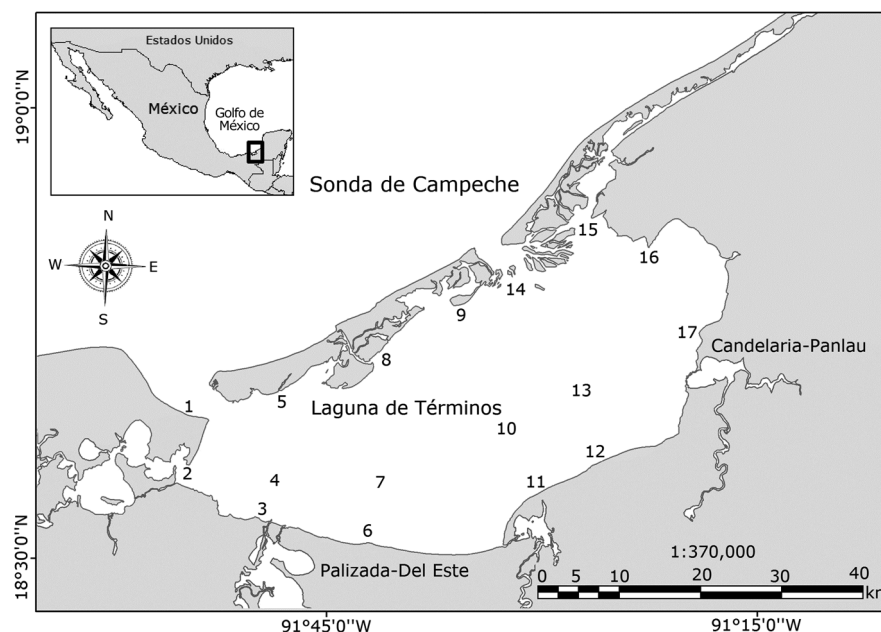 Estados Unidos
México
Golfo de
México
19°0'0''N
Sonda de Campeche
N
W
E
S
15
16
14
9
17
Candelaria-Panlau
8
13
5
Laguna de Términos
1
10
12
2
4
7
11
3
6
18°30'0''N
Palizada-Del Este
1:370,000
0 5 10 20 30 40
km
91°45'0''W
91°15'0''W